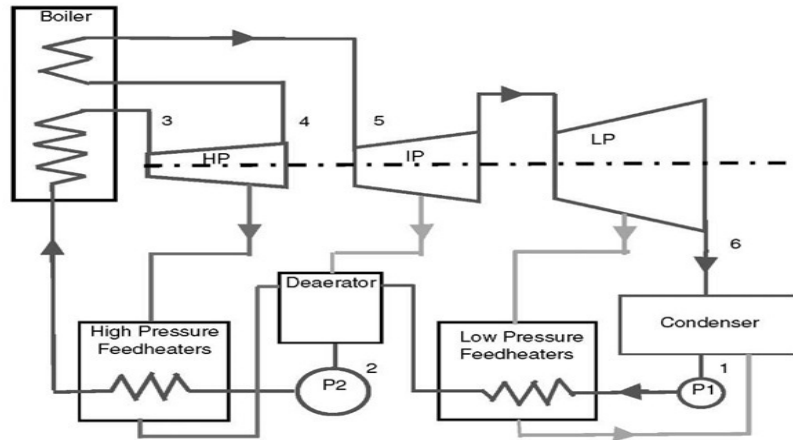 Boiler
3
4
5
HP
IP
LP
6
Deaerator
High Pressure
Feedheaters
Low Pressure
Feedheaters
Condenser
P2
2
1
P1